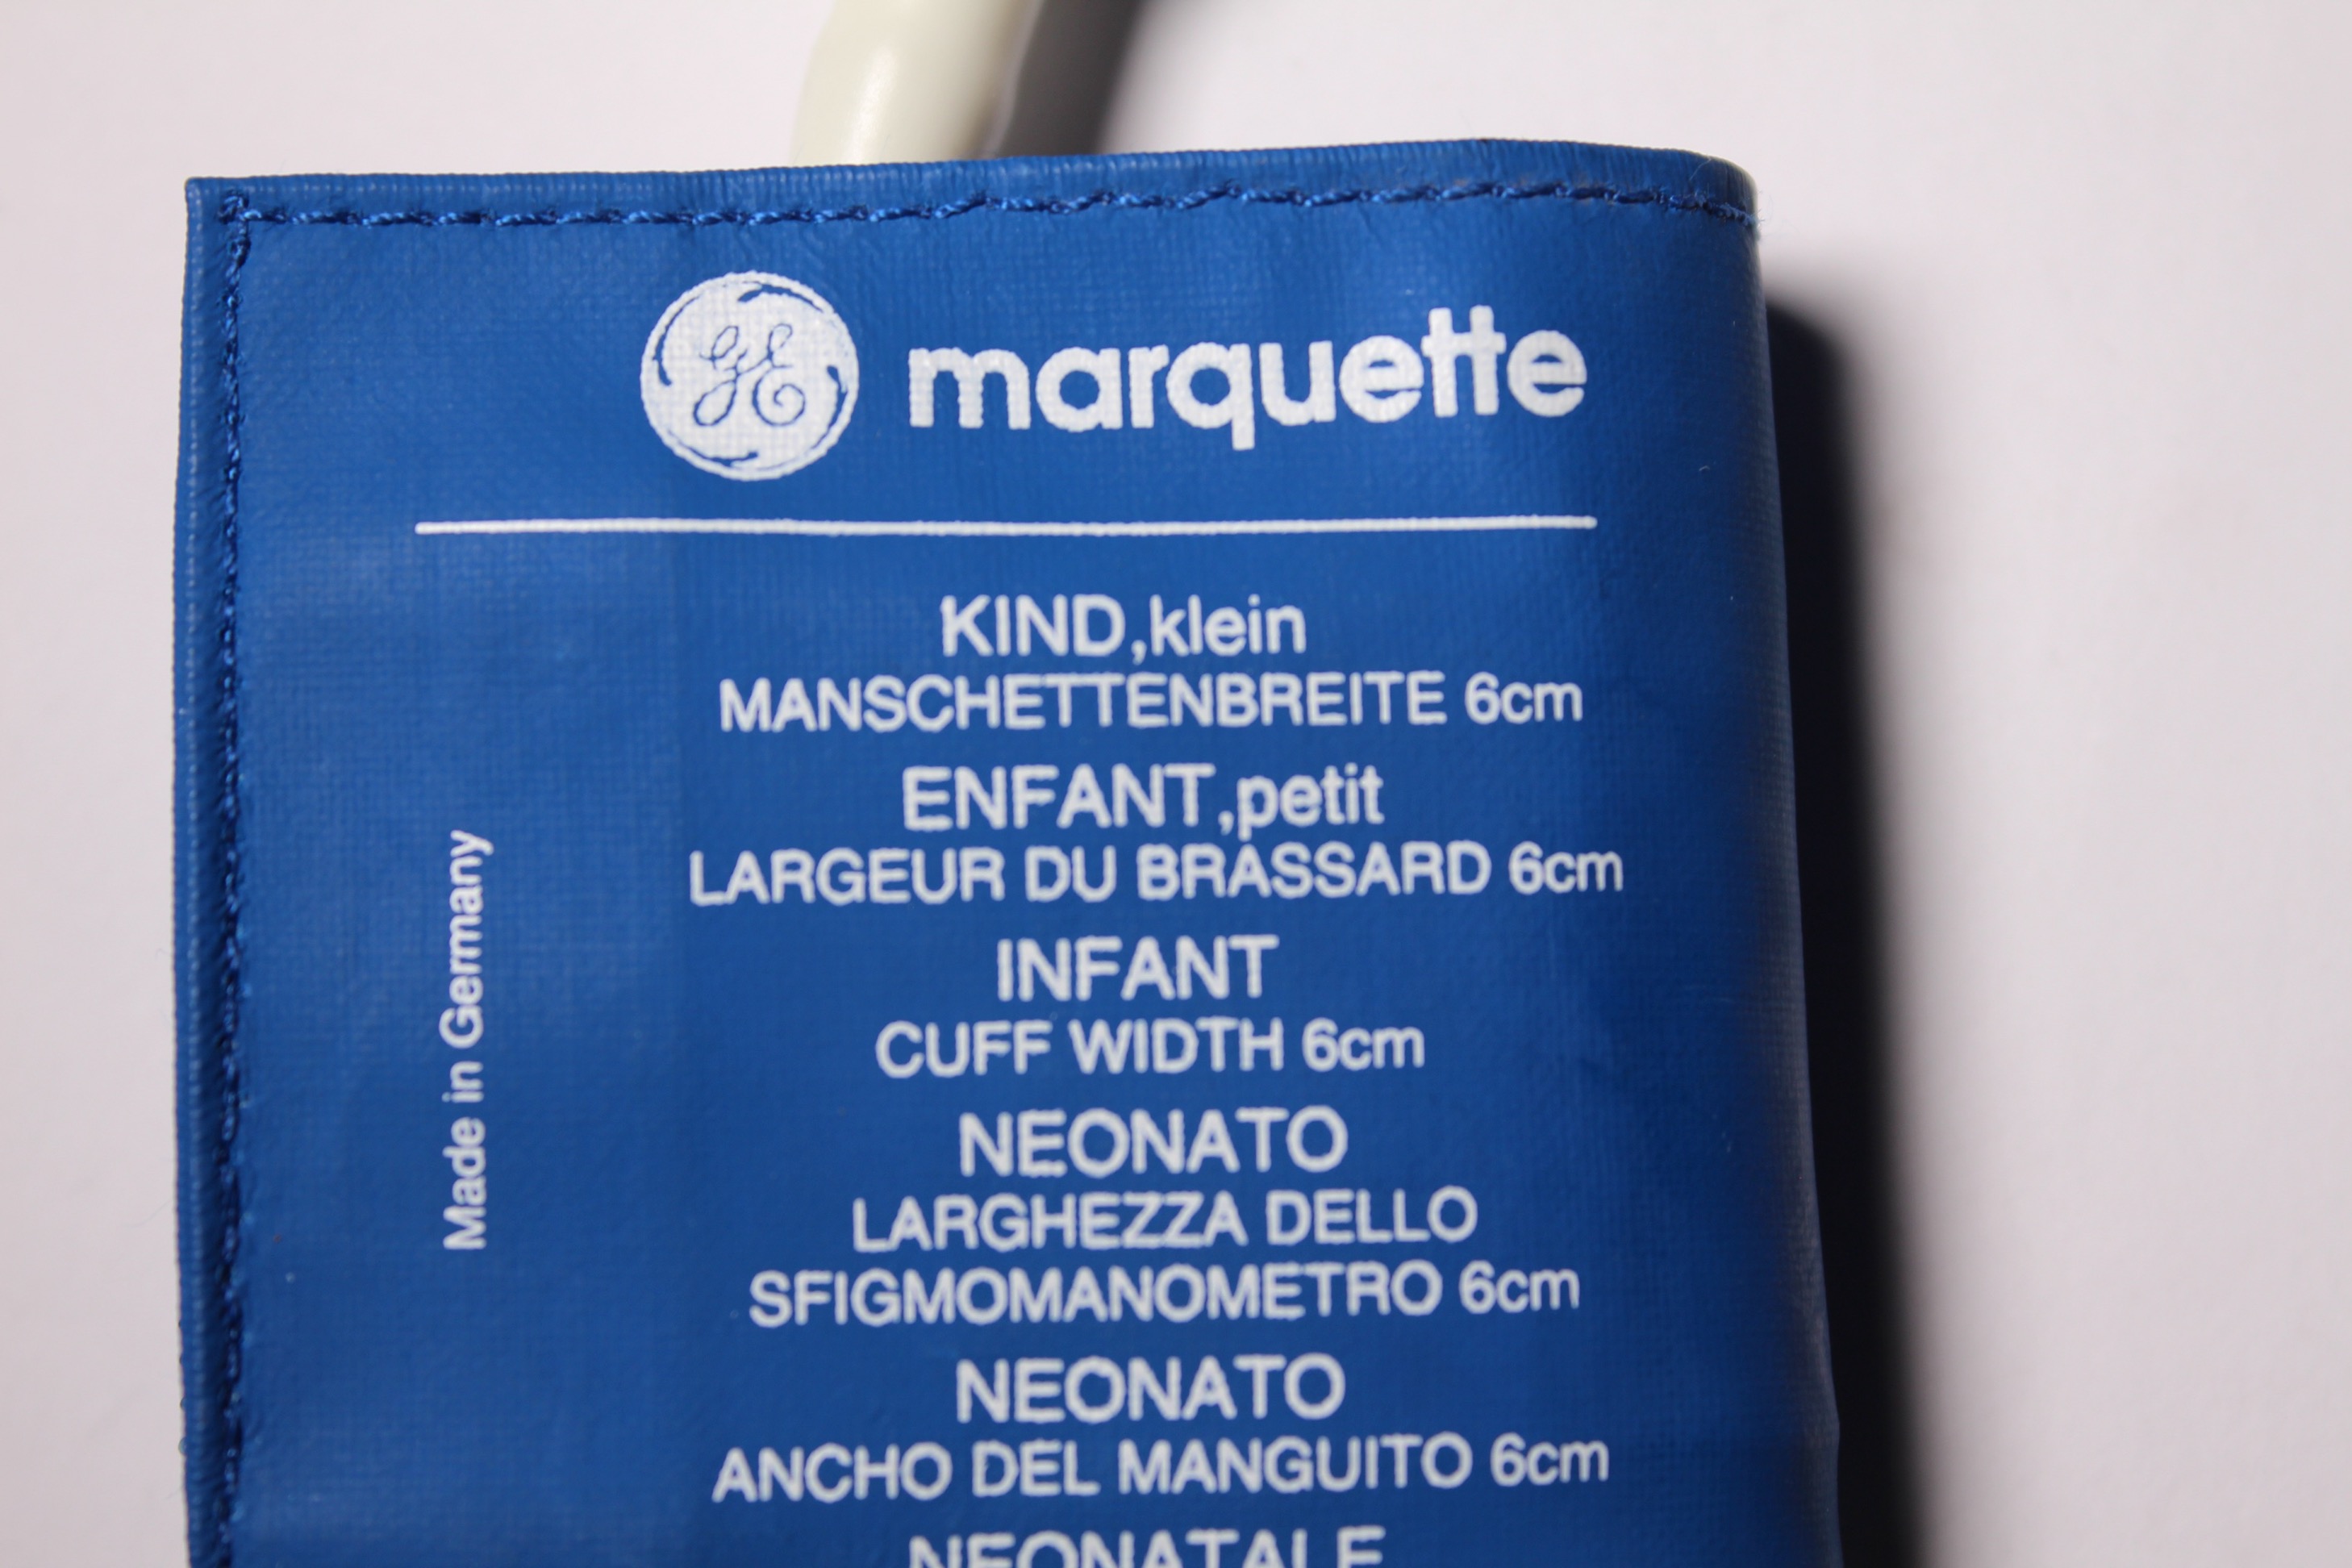 GE marquette
KIND,klein
MANSCHETTENBREITE 6cm
ENFANT,petit
LARGEUR DU BRASSARD 6cm
INFANT
CUFF WIDTH 6cm
NEONATO
LARGHEZZA DELLO
SFIGMOMANOMETRO 6cm
NEONATO
ANCHO DEL MANGUITO 6cm
NEONATALE
Made in Germany